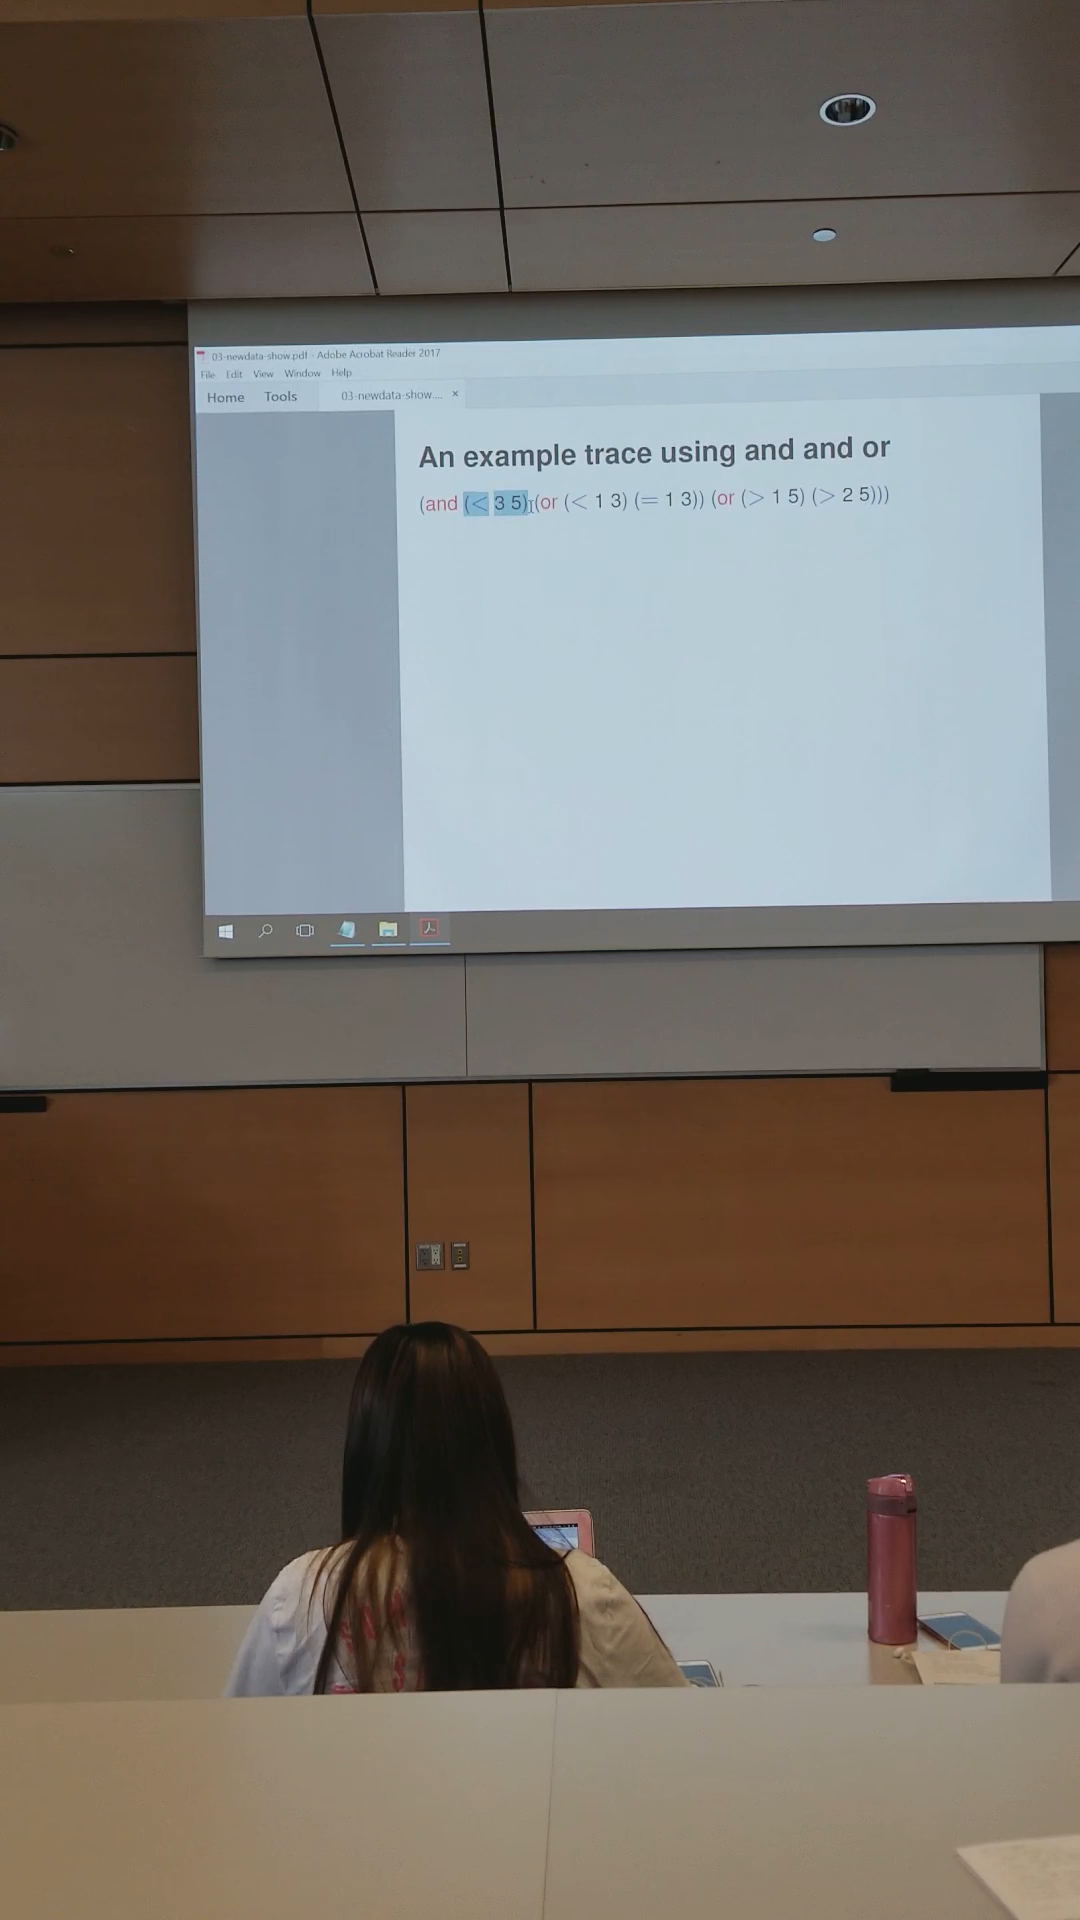 03-newdata-show.pdf - Adobe Acrobat Reader 2017
File Edit View Window Help
Home Tools 03-newdata-show.... ×
An example trace using and and or
(and (< 3 5) (or (< 1 3) (= 1 3)) (or (> 1 5) (> 2 5)))